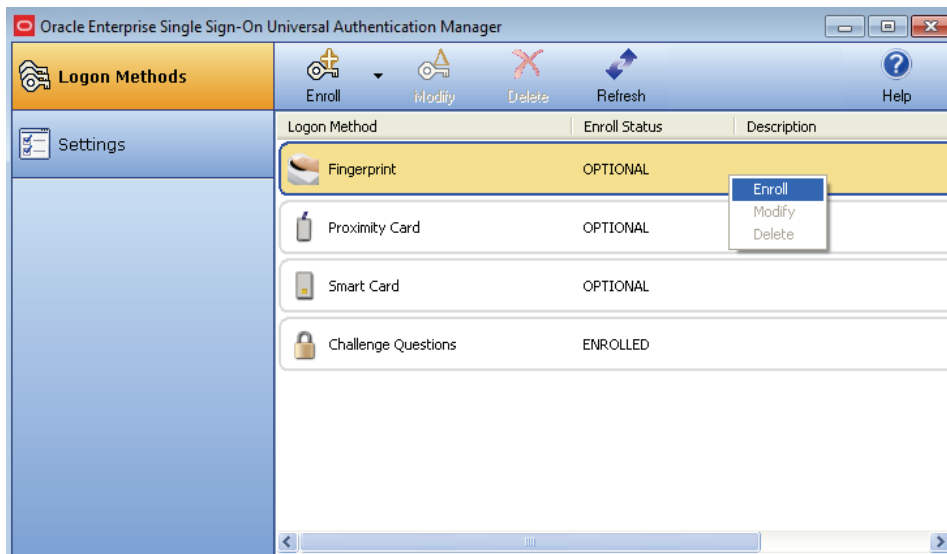 Oracle Enterprise Single Sign-On Universal Authentication Manager
Logon Methods
Settings
Enroll Modify Delete Refresh Help
Logon Method Enroll Status Description
Fingerprint OPTIONAL
Enroll
Modify
Delete
Proximity Card OPTIONAL
Smart Card OPTIONAL
Challenge Questions ENROLLED